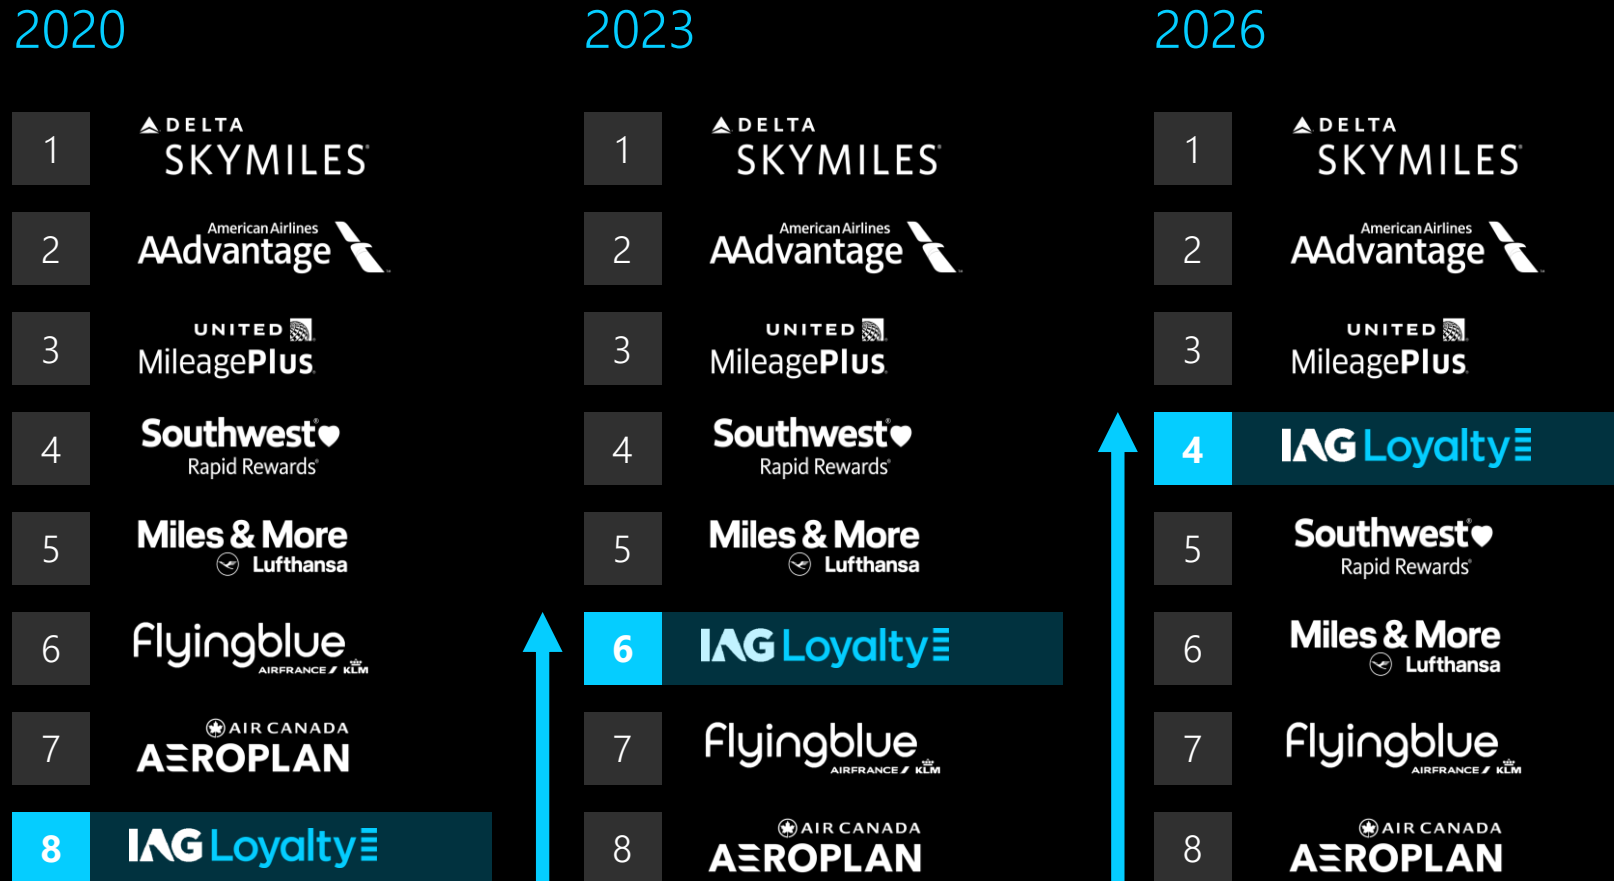 2020
1
DELTA
SKYMILES®
2
American Airlines
AAdvantage
3
UNITED
MileagePlus
4
Southwest®
Rapid Rewards®
5
Miles & More
Lufthansa
6
Flyingblue
AIRFRANCE KLM
7
AIR CANADA
AEROPLAN
8
IAG Loyalty
2023
1
DELTA
SKYMILES®
2
American Airlines
AAdvantage
3
UNITED
MileagePlus
4
Southwest®
Rapid Rewards®
5
Miles & More
Lufthansa
6
IAG Loyalty
7
Flyingblue
AIRFRANCE KLM
8
AIR CANADA
AEROPLAN
2026
1
DELTA
SKYMILES®
2
American Airlines
AAdvantage
3
UNITED
MileagePlus
4
IAG Loyalty
5
Southwest®
Rapid Rewards®
6
Miles & More
Lufthansa
7
Flyingblue
AIRFRANCE KLM
8
AIR CANADA
AEROPLAN